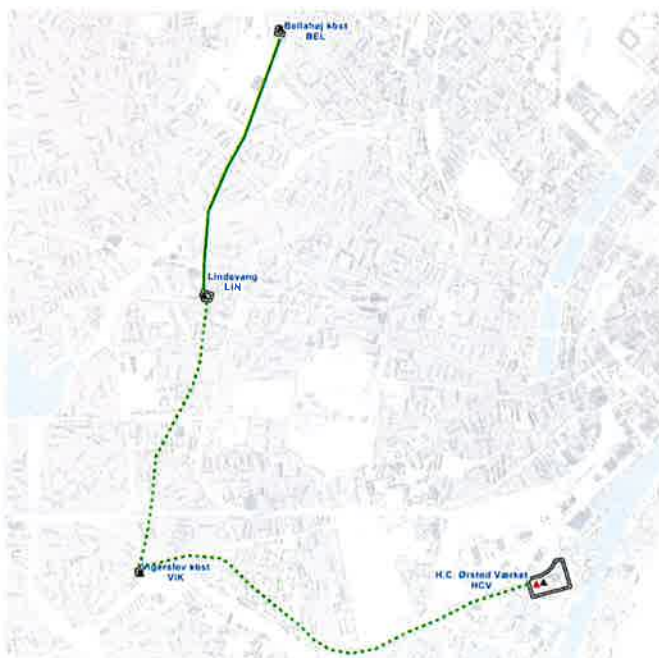 Bellahøj kbst
BEL
Lindevang
LIN
Vigerslev kbst
VIK
H.C. Ørsted Værket
HCV